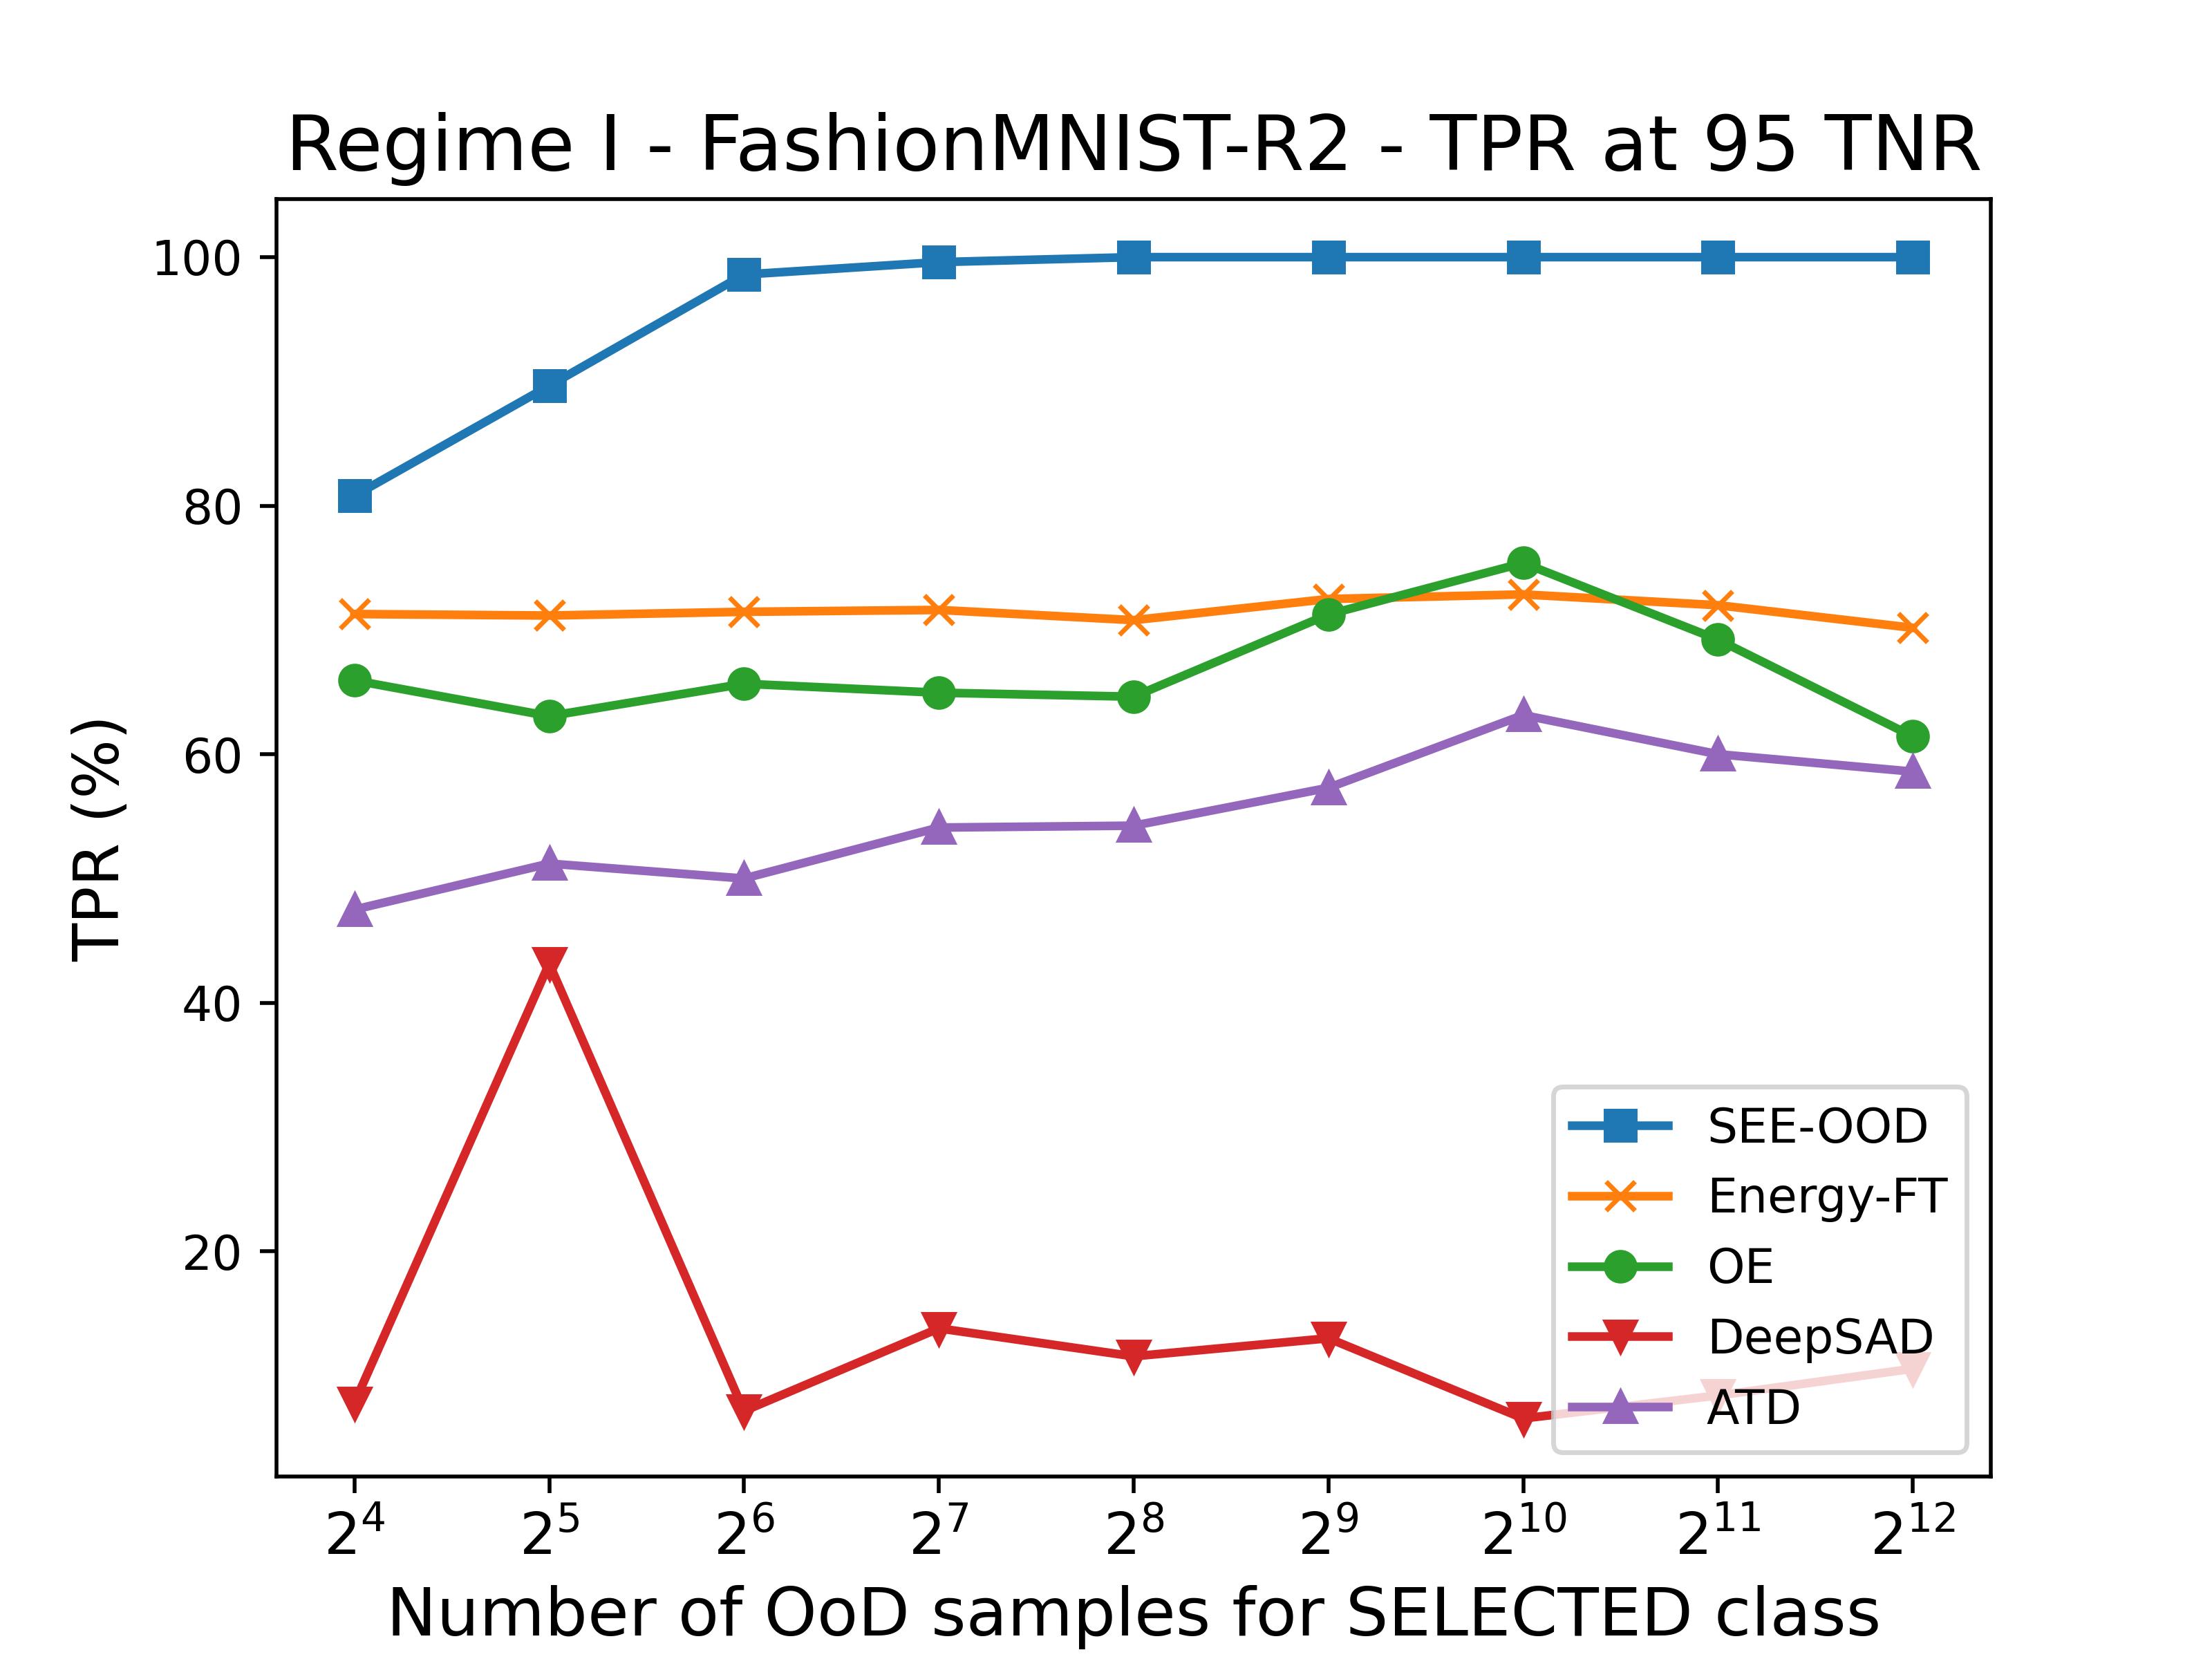 Regime I - FashionMNIST-R2 - TPR at 95 TNR
100
80
60
40
20
TPR (%)
SEE-OOD
Energy-FT
OE
DeepSAD
ATD
2^4 2^5 2^6 2^7 2^8 2^9 2^10 2^11 2^12
Number of OoD samples for SELECTED class